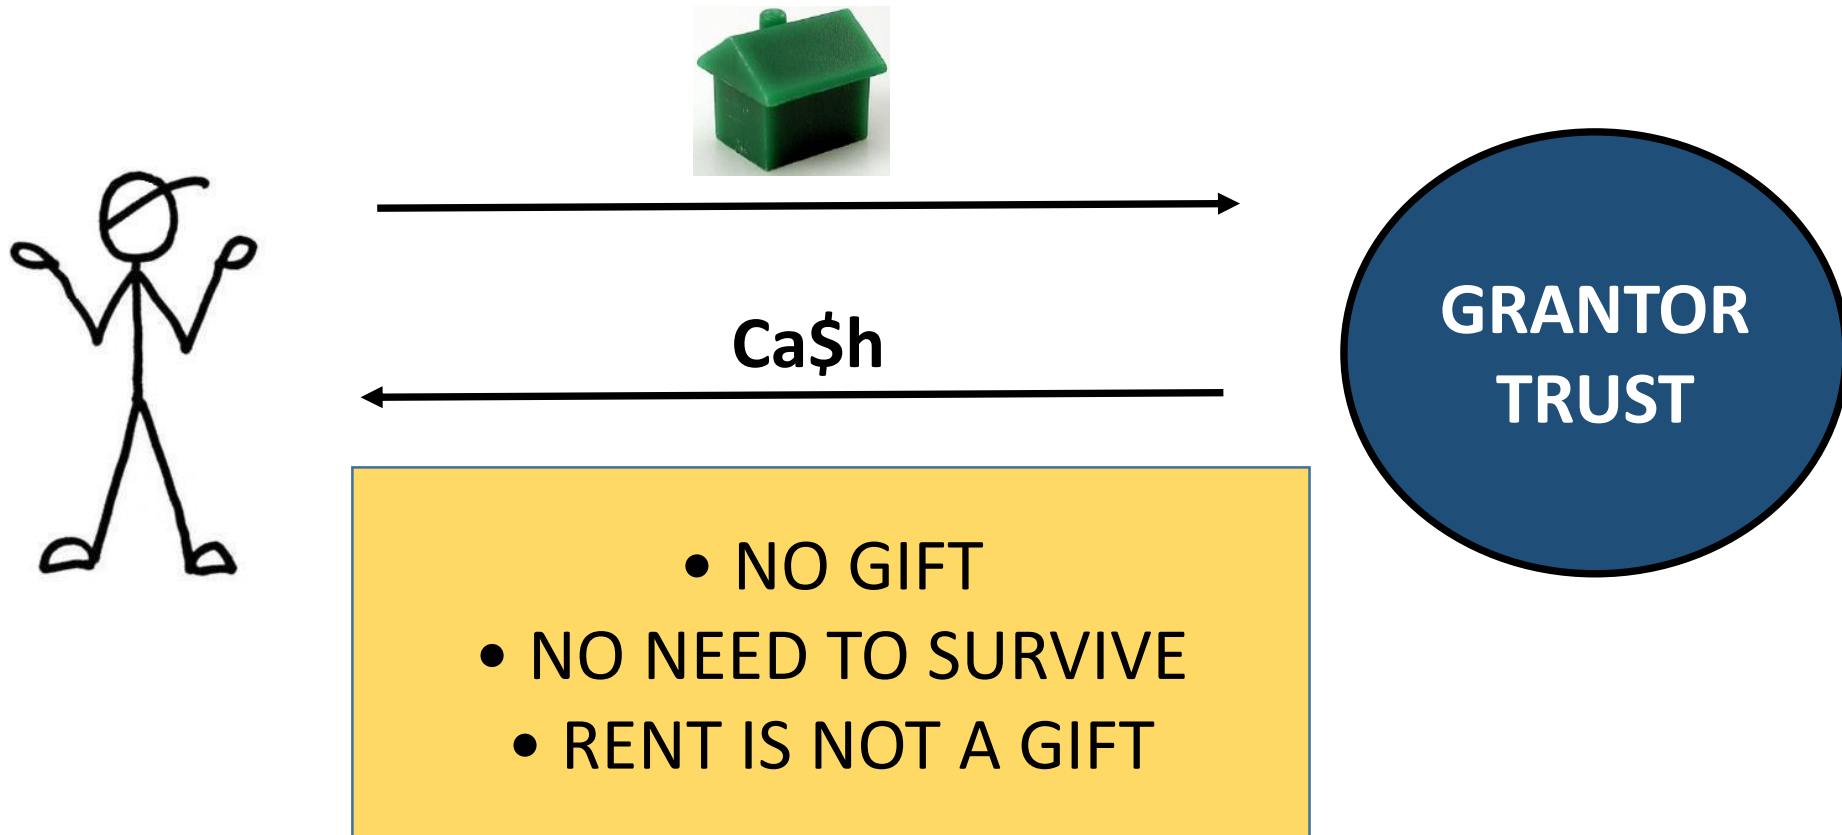 Ca$h
GRANTOR
TRUST
• NO GIFT
• NO NEED TO SURVIVE
• RENT IS NOT A GIFT